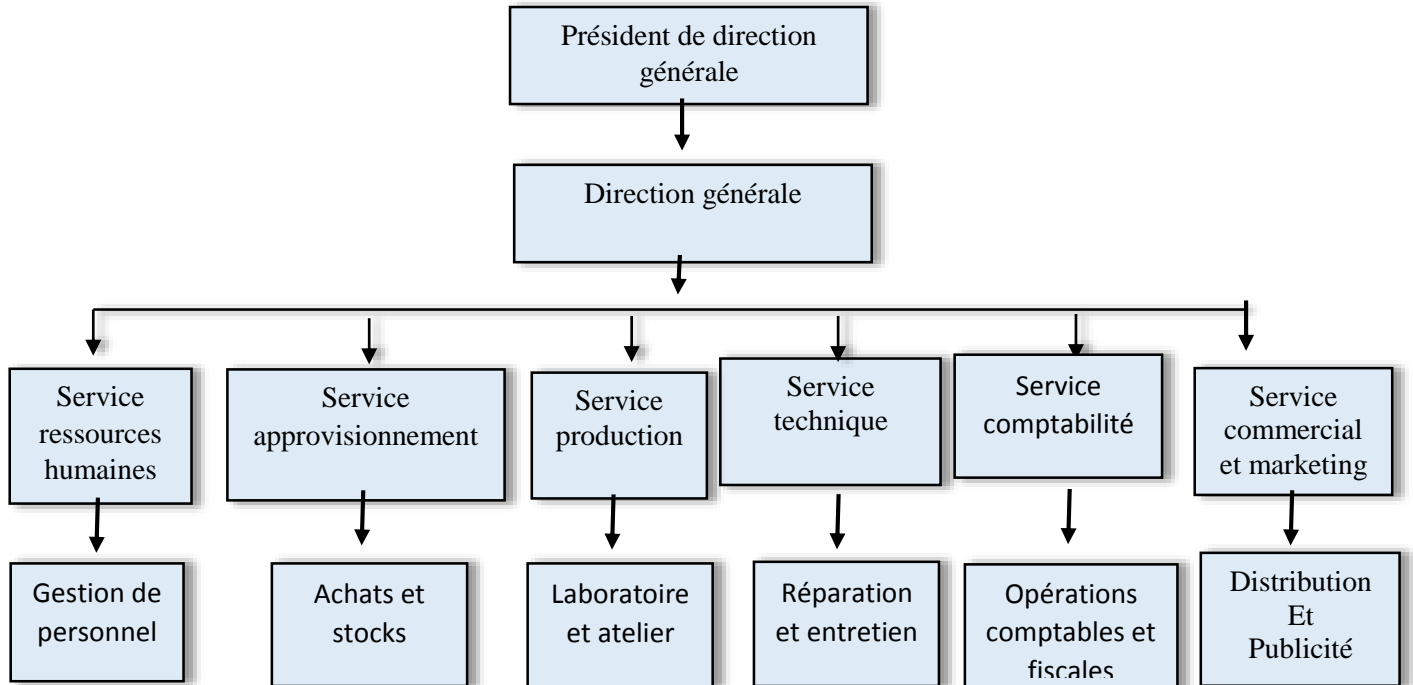 Président de direction
générale
Direction générale
Service
ressources
humaines
Service
approvisionnement
Service
production
Service
technique
Service
comptabilité
Service
commercial
et marketing
Gestion de
personnel
Achats et
stocks
Laboratoire
et atelier
Réparation
et entretien
Opérations
comptables et
fiscales
Distribution
Et
Publicité